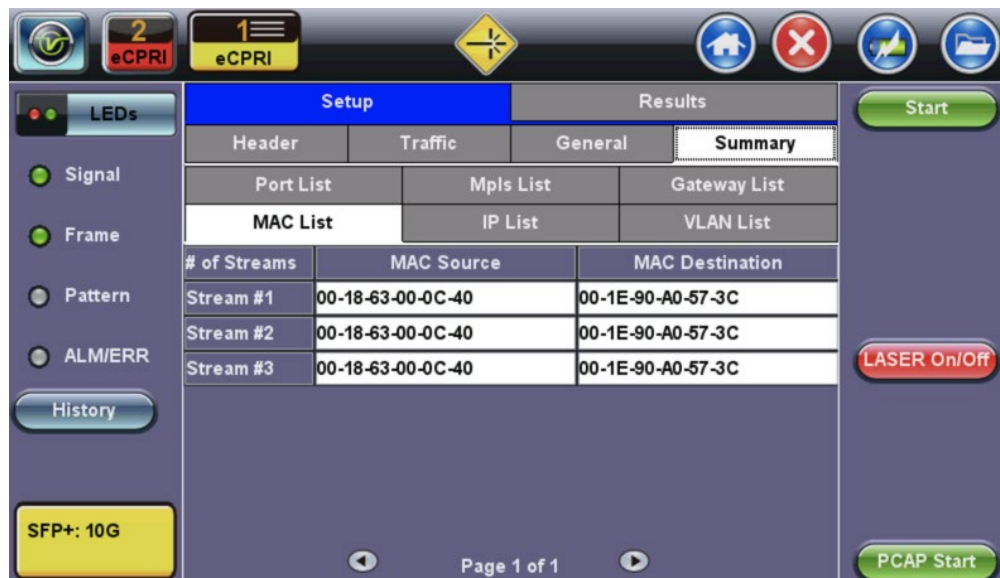 2
eCPRI
1
eCPRI
LEDs
Signal
Frame
Pattern
ALM/ERR
History
SFP+: 10G
Setup
Results
Header
Traffic
General
Summary
Port List
Mpls List
Gateway List
MAC List
IP List
VLAN List
# of Streams
MAC Source
MAC Destination
Stream #1
00-18-63-00-0C-40
00-1E-90-A0-57-3C
Stream #2
00-18-63-00-0C-40
00-1E-90-A0-57-3C
Stream #3
00-18-63-00-0C-40
00-1E-90-A0-57-3C
Page 1 of 1
Start
LASER On/Off
PCAP Start